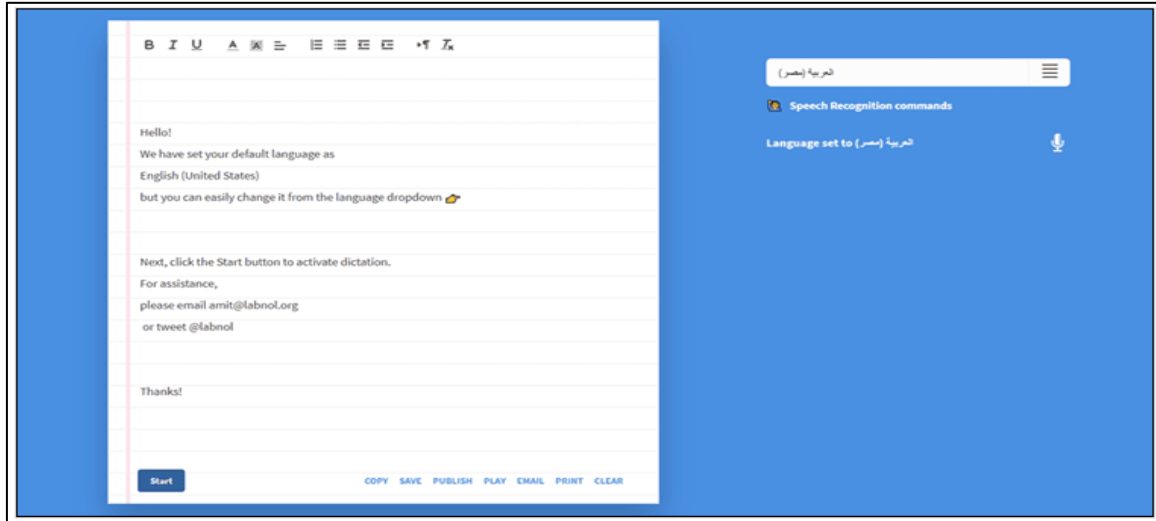 B I U A A
Hello!
We have set your default language as
English (United States)
but you can easily change it from the language dropdown 👉
Next, click the Start button to activate dictation.
For assistance,
please email amit@labnol.org
or tweet @labnol
Thanks!
Start
COPY SAVE PUBLISH PLAY EMAIL PRINT CLEAR
العربية (مصر)
Speech Recognition commands
Language set to العربية (مصر)